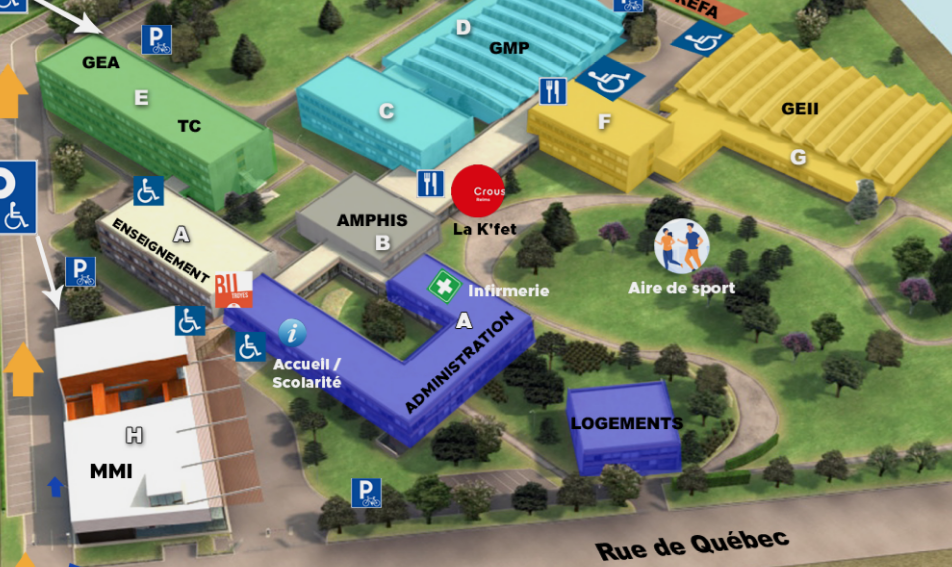 REFA
P
D
GMP
GEA
E
TC
C
F
GEII
G
P
Crous
Reims
La K'fet
AMPHIS
B
A
ENSEIGNEMENT
P
Aire de sport
Infirmerie
A
ADMINISTRATION
i
Accueil /
Scolarité
LOGEMENTS
H
MMI
P
Rue de Québec